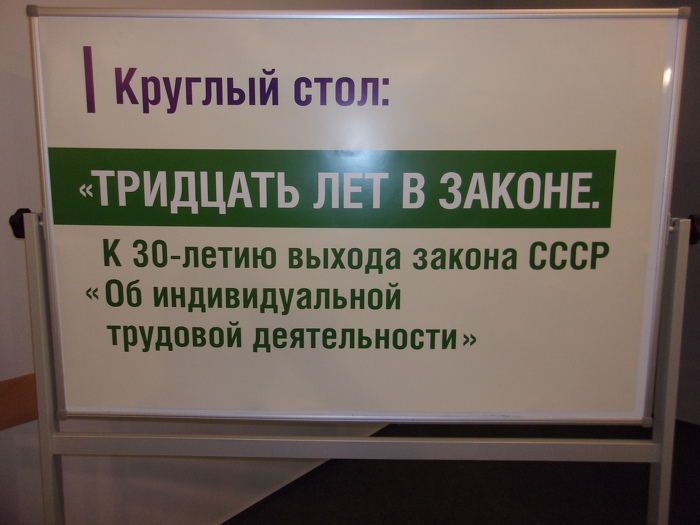 Круглый стол:
«ТРИДЦАТЬ ЛЕТ В ЗАКОНЕ.
К 30-летию выхода закона СССР
«Об индивидуальной
трудовой деятельности»